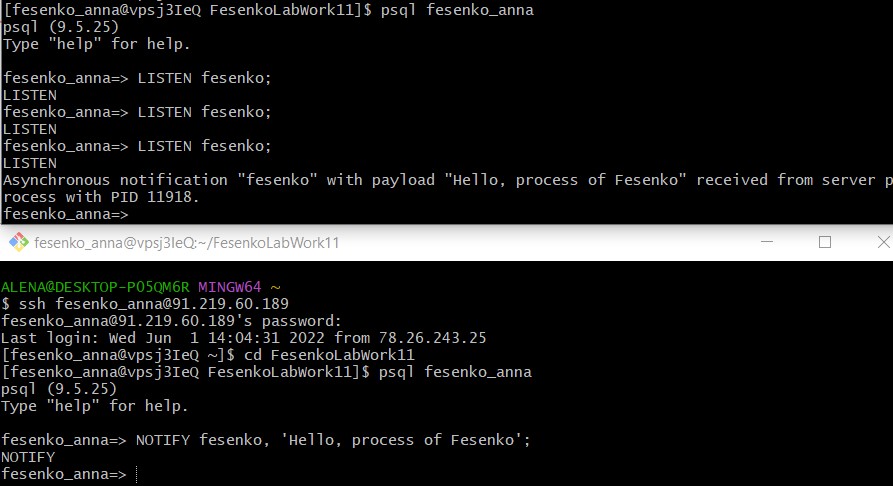 [fesenko_anna@vpsj3IeQ FesenkoLabWork11]$ psql fesenko_anna
psql (9.5.25)
Type "help" for help.
fesenko_anna=> LISTEN fesenko;
LISTEN
fesenko_anna=> LISTEN fesenko;
LISTEN
fesenko_anna=> LISTEN fesenko;
LISTEN
Asynchronous notification "fesenko" with payload "Hello, process of Fesenko" received from server p
rocess with PID 11918.
fesenko_anna=>
fesenko_anna@vpsj3IeQ:~/FesenkoLabWork11
ALENA@DESKTOP-P05QM6R MINGW64 ~
$ ssh fesenko_anna@91.219.60.189
fesenko_anna@91.219.60.189's password:
Last login: Wed Jun  1 14:04:31 2022 from 78.26.243.25
[fesenko_anna@vpsj3IeQ ~]$ cd FesenkoLabWork11
[fesenko_anna@vpsj3IeQ FesenkoLabWork11]$ psql fesenko_anna
psql (9.5.25)
Type "help" for help.
fesenko_anna=> NOTIFY fesenko, 'Hello, process of Fesenko';
NOTIFY
fesenko_anna=>